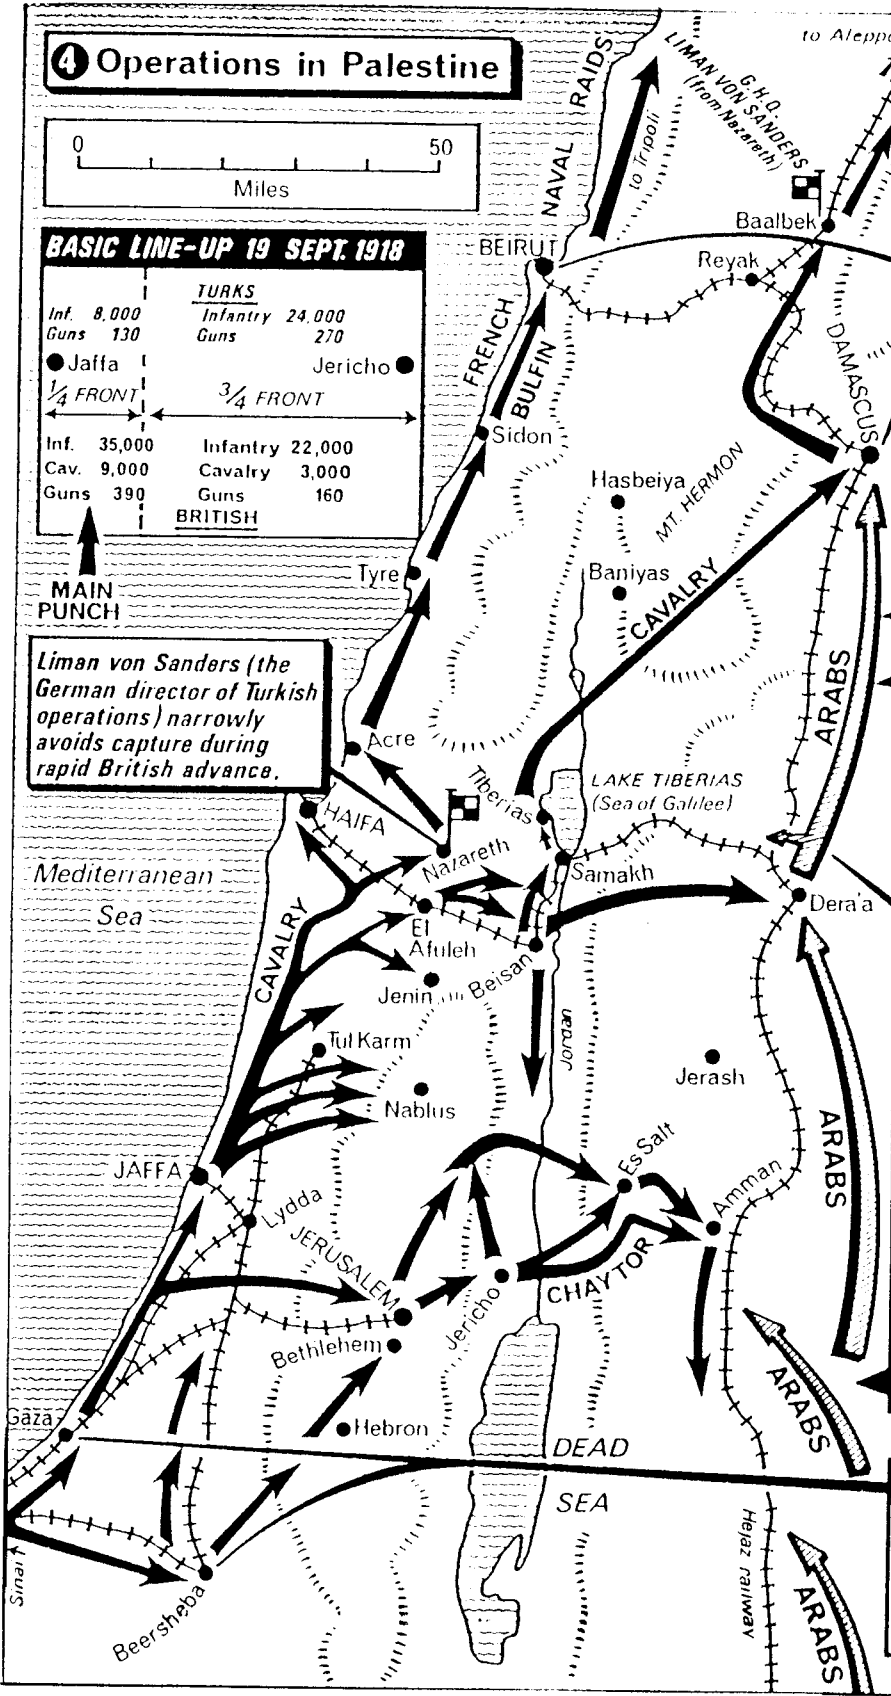 4 Operations in Palestine
0 50
Miles
BASIC LINE-UP 19 SEPT. 1918
TURKS
Inf. 8,000 Infantry 24,000
Guns 130 Guns 270
Jaffa Jericho
1/4 FRONT 3/4 FRONT
Inf. 35,000 Infantry 22,000
Cav. 9,000 Cavalry 3,000
Guns 390 Guns 160
BRITISH
MAIN
PUNCH
Liman von Sanders (the
German director of Turkish
operations) narrowly
avoids capture during
rapid British advance.
to Aleppo
G.H.Q.
LIMAN VON SANDERS
(from Nazareth)
FRENCH NAVAL RAIDS
to Tripoli
Baalbek
BEIRUT
Reyak
DAMASCUS
BULFIN
Sidon
Hasbeiya
MT. HERMON
Tyre
Baniyas
CAVALRY
ARABS
Acre
Tiberias
LAKE TIBERIAS
(Sea of Galilee)
HAIFA
Nazareth
Samakh
Mediterranean
Sea
Dera'a
CAVALRY
El
Afuleh
Beisan
Jenin
Jordan
Tul Karm
Jerash
Nablus
ARABS
JAFFA
Es Salt
Amman
Lydda
JERUSALEM
CHAYTOR
Jericho
Bethlehem
ARABS
Gaza
Hebron
DEAD
SEA
Hejaz railway
Sinai
Beersheba
ARABS